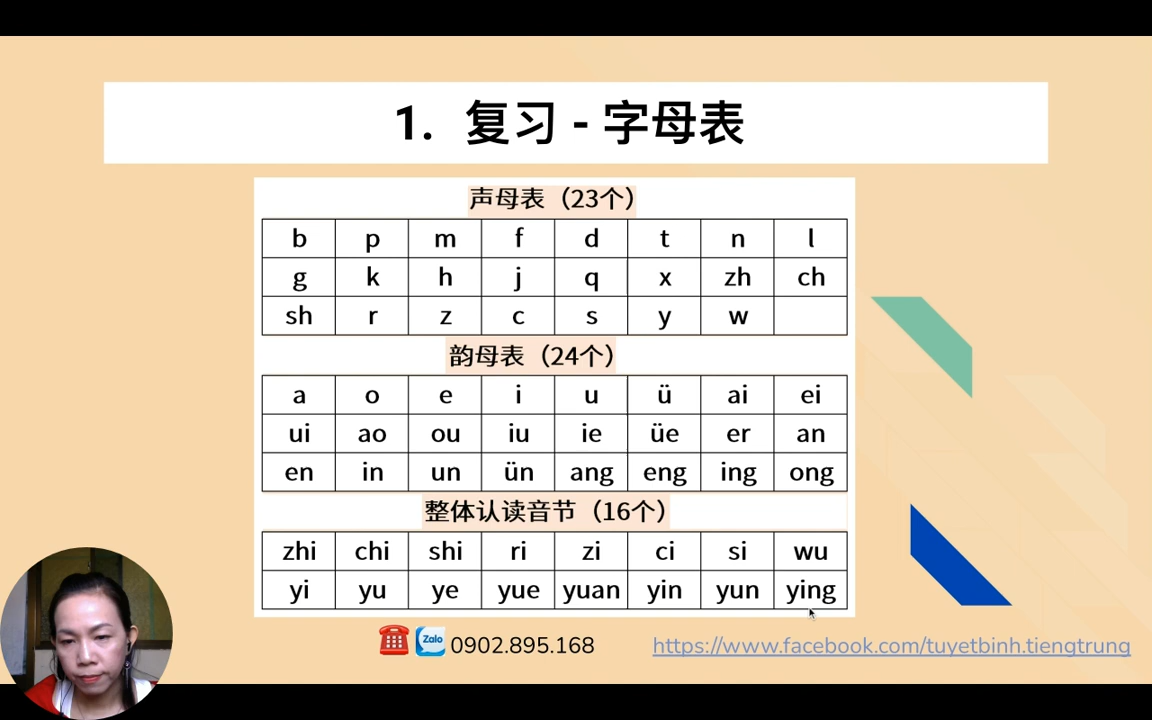 1. 复习 - 字母表
声母表（23个）
b p m f d t n l
g k h j q x zh ch
sh r z c s y w
韵母表（24个）
a o e i u ü ai ei
ui ao ou iu ie üe er an
en in un ün ang eng ing ong
整体认读音节（16个）
zhi chi shi ri zi ci si wu
yi yu ye yue yuan yin yun ying
Zalo 0902.895.168 https://www.facebook.com/tuyetbinh.tiengtrung